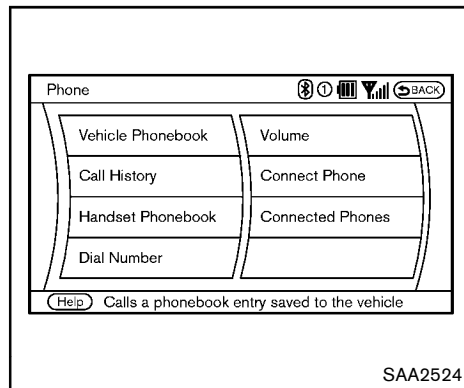 Phone ① BACK
Vehicle Phonebook
Call History
Handset Phonebook
Dial Number
Volume
Connect Phone
Connected Phones
Help Calls a phonebook entry saved to the vehicle
SAA2524